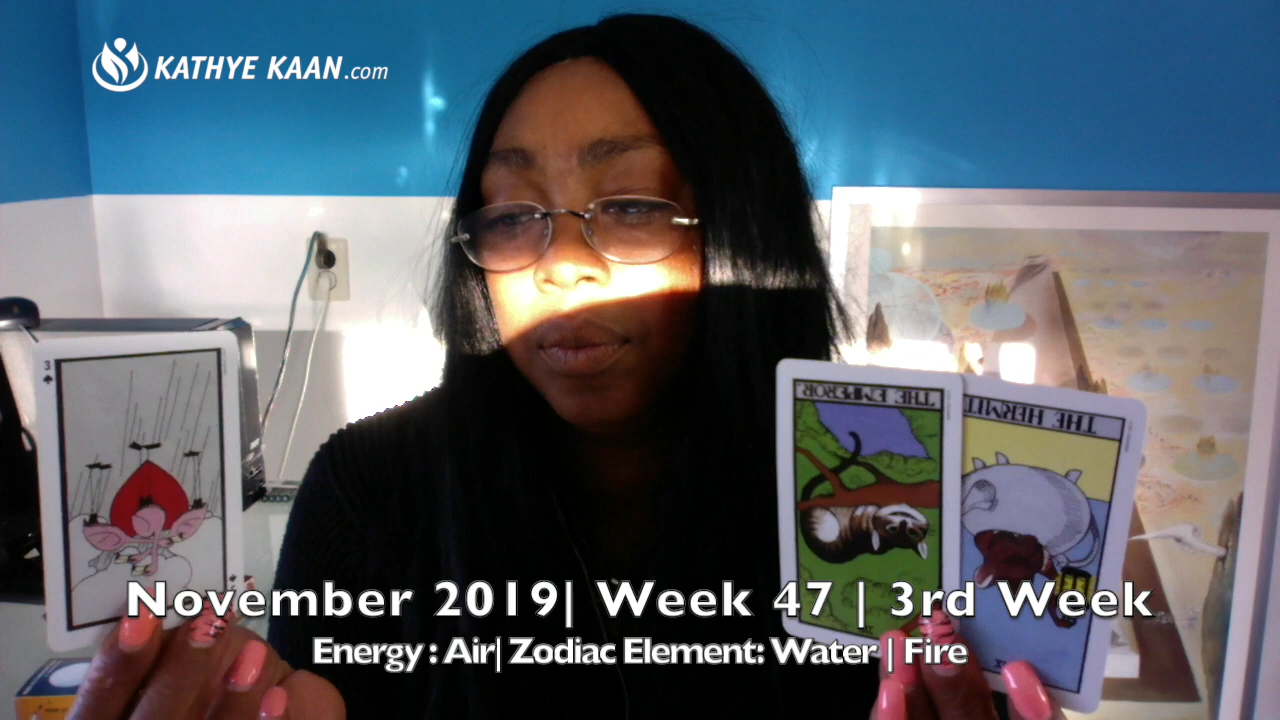 KATHYE KAAN.com
3
THE EMPEROR
THE HERMIT
November 2019| Week 47 | 3rd Week
Energy : Air| Zodiac Element: Water | Fire